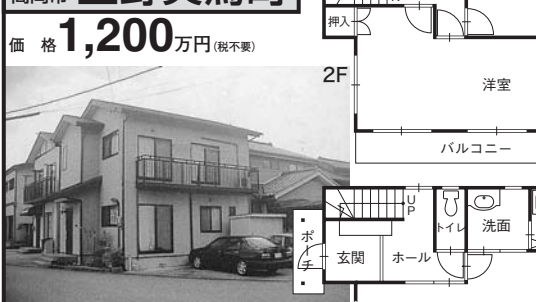 価 格 1,200万円(税不要)
押入
2F
洋室
バルコニー
UP
トイレ
洗面
ポーチ
玄関
ホール